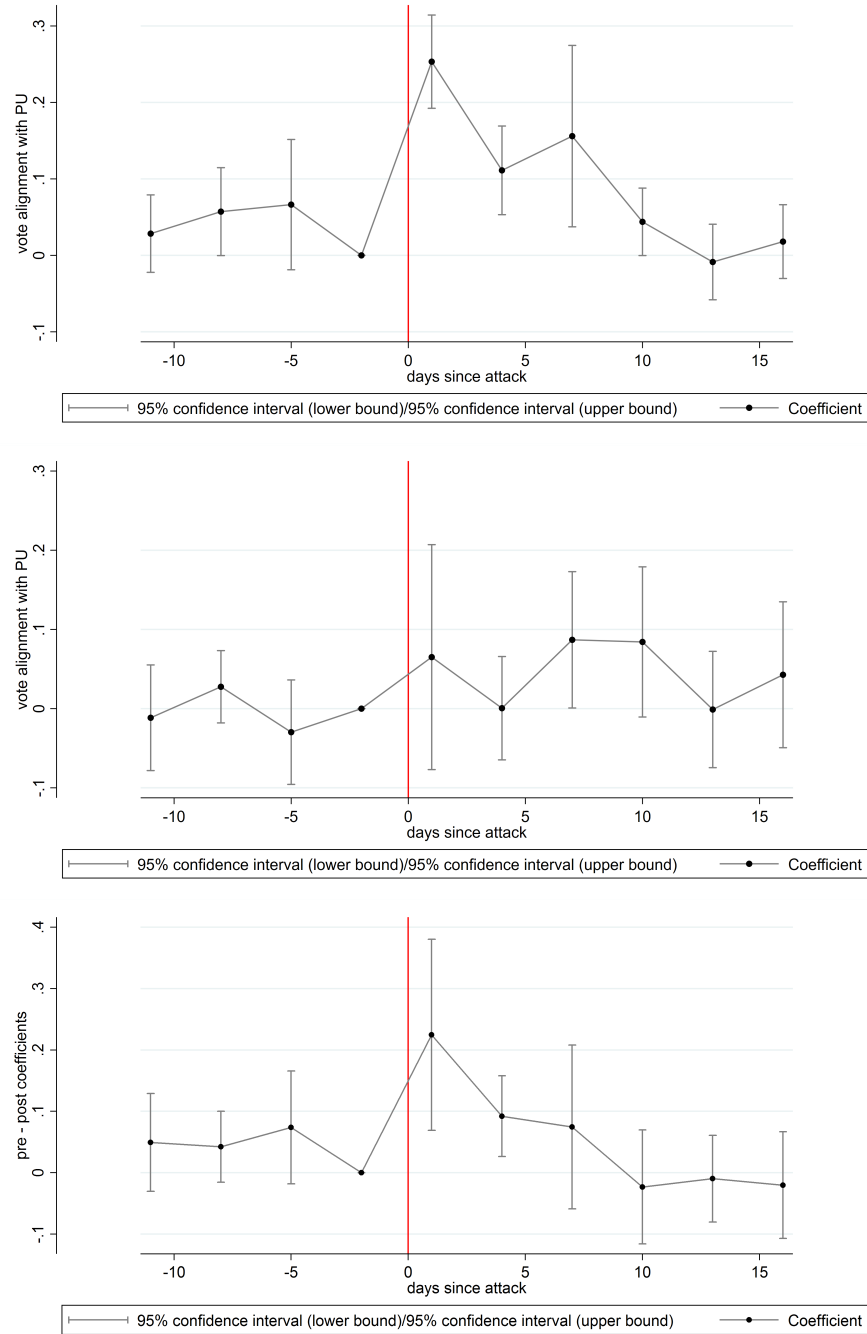 vote alignment with PU
.3
.2
.1
0
-.1
-10 -5 0 5 10 15
days since attack
95% confidence interval (lower bound)/95% confidence interval (upper bound) Coefficient
vote alignment with PU
.3
.2
.1
0
-.1
-10 -5 0 5 10 15
days since attack
95% confidence interval (lower bound)/95% confidence interval (upper bound) Coefficient
pre - post coefficients
.4
.3
.2
.1
0
-.1
-10 -5 0 5 10 15
days since attack
95% confidence interval (lower bound)/95% confidence interval (upper bound) Coefficient